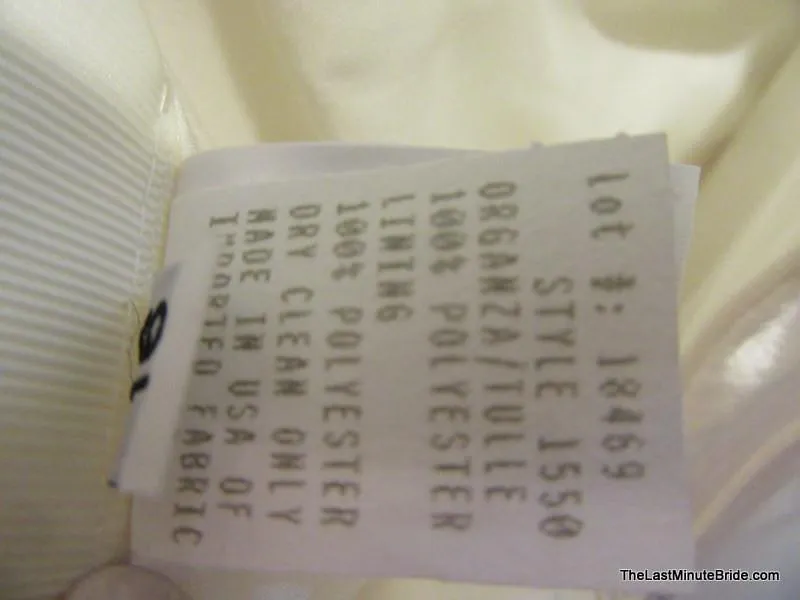 lot #: 18469
STYLE 1550
ORGANZA/TULLE
100% POLYESTER
LINING
100% POLYESTER
DRY CLEAN ONLY
MADE IN USA OF
IMPORTED FABRIC
TheLastMinuteBride.com